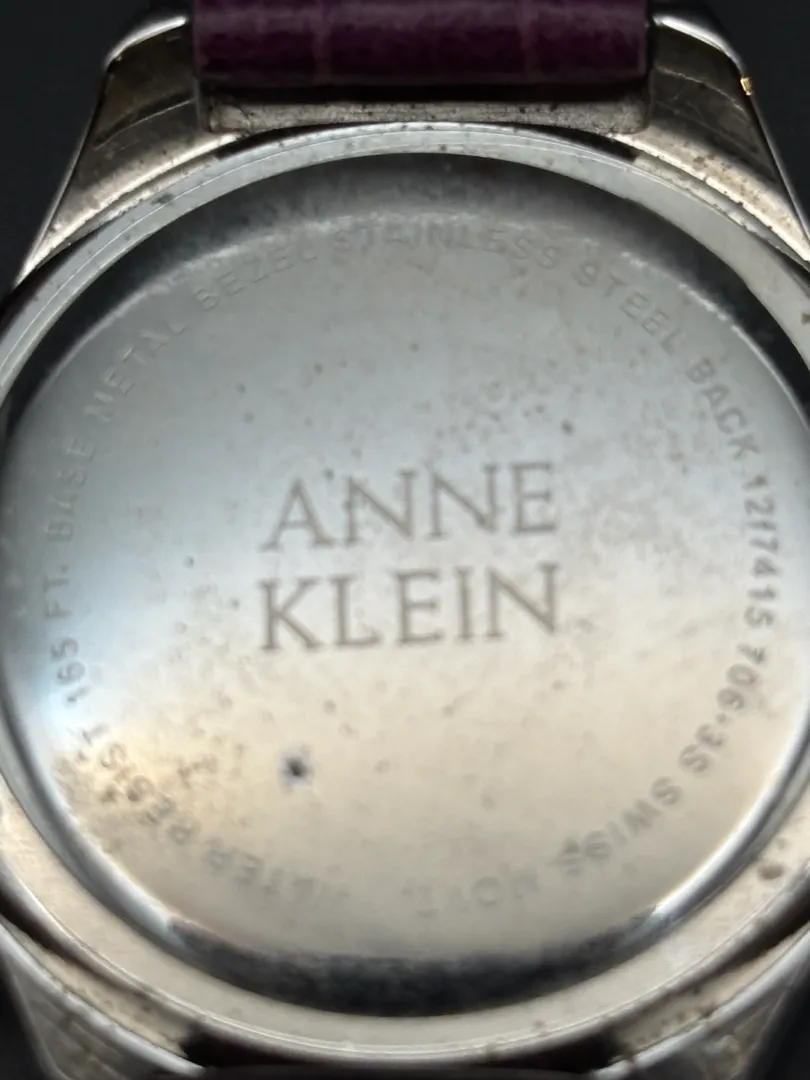 ANNE
KLEIN
WATER RESIST 165 FT. BASE METAL BEZEL STAINLESS STEEL BACK 12/7415 706-3S SWISS MOVT.